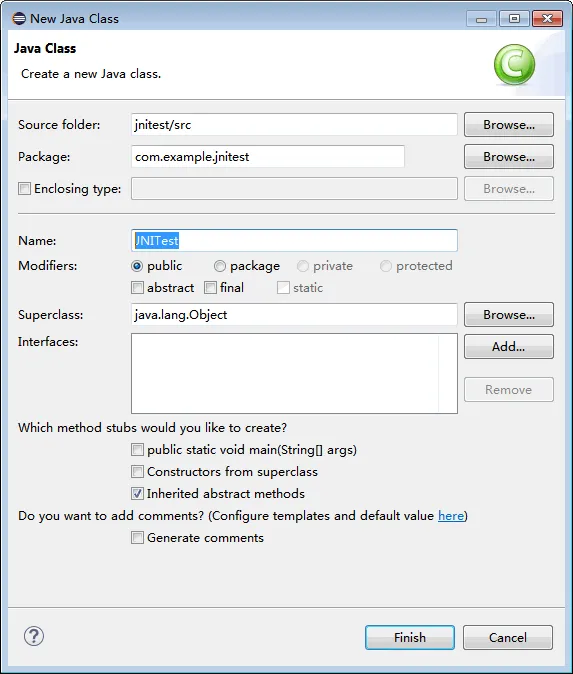 New Java Class
Java Class
Create a new Java class.
C
Source folder: jnitest/src Browse...
Package: com.example.jnitest Browse...
Enclosing type: Browse...
Name: JNITest
Modifiers: public package private protected
abstract final static
Superclass: java.lang.Object Browse...
Interfaces: Add...
Remove
Which method stubs would you like to create?
public static void main(String[] args)
Constructors from superclass
Inherited abstract methods
Do you want to add comments? (Configure templates and default value here)
Generate comments
? Finish Cancel